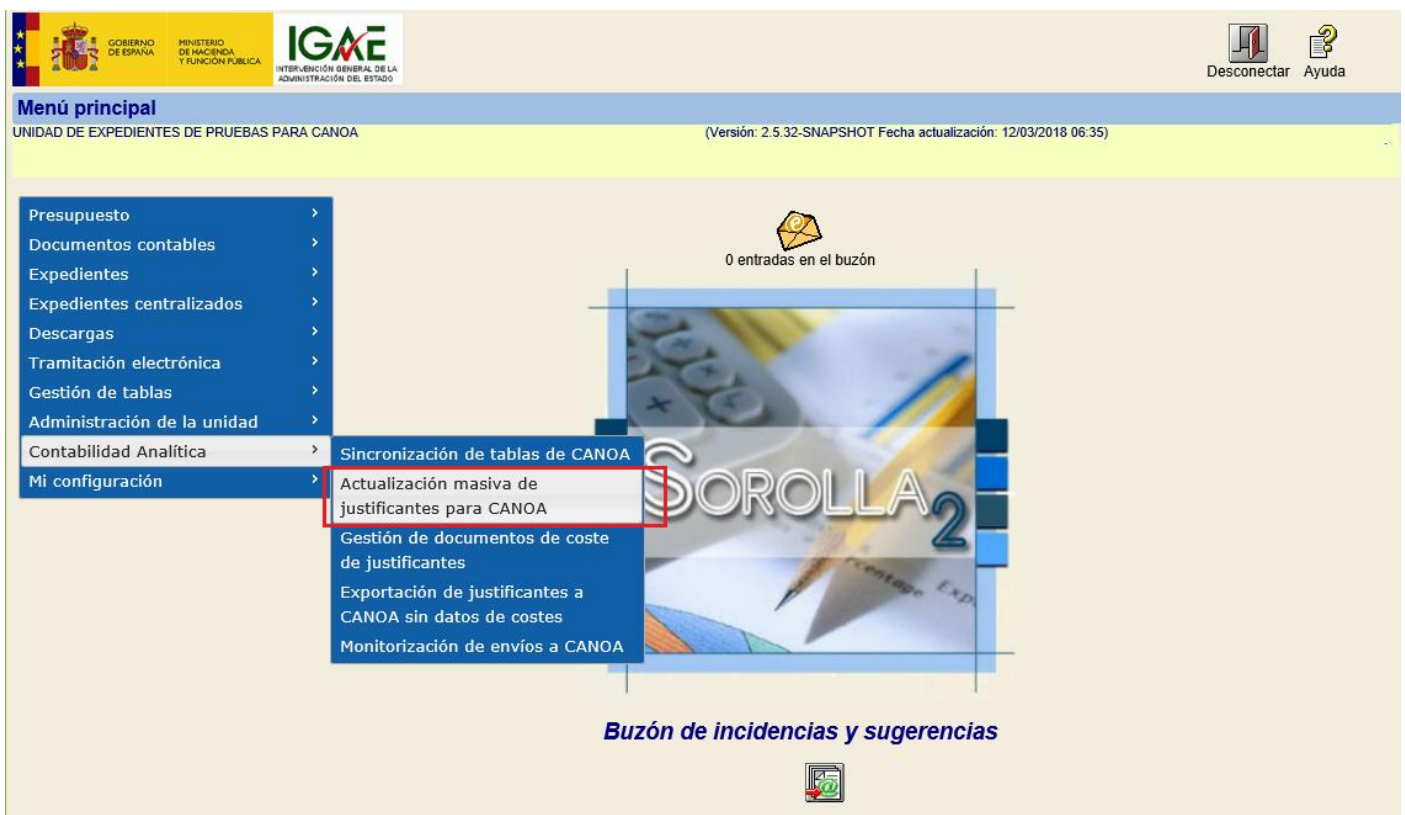 GOBIERNO
DE ESPAÑA
MINISTERIO
DE HACIENDA
Y FUNCIÓN PÚBLICA
IGAE
INTERVENCIÓN GENERAL DE LA
ADMINISTRACIÓN DEL ESTADO
Desconectar
Ayuda
Menú principal
UNIDAD DE EXPEDIENTES DE PRUEBAS PARA CANOA
(Versión: 2.5.32-SNAPSHOT Fecha actualización: 12/03/2018 06:35)
Presupuesto
Documentos contables
Expedientes
Expedientes centralizados
Descargas
Tramitación electrónica
Gestión de tablas
Administración de la unidad
Contabilidad Analítica
Mi configuración
Sincronización de tablas de CANOA
Actualización masiva de
justificantes para CANOA
Gestión de documentos de coste
de justificantes
Exportación de justificantes a
CANOA sin datos de costes
Monitorización de envíos a CANOA
0 entradas en el buzón
SOROLLA2
Buzón de incidencias y sugerencias